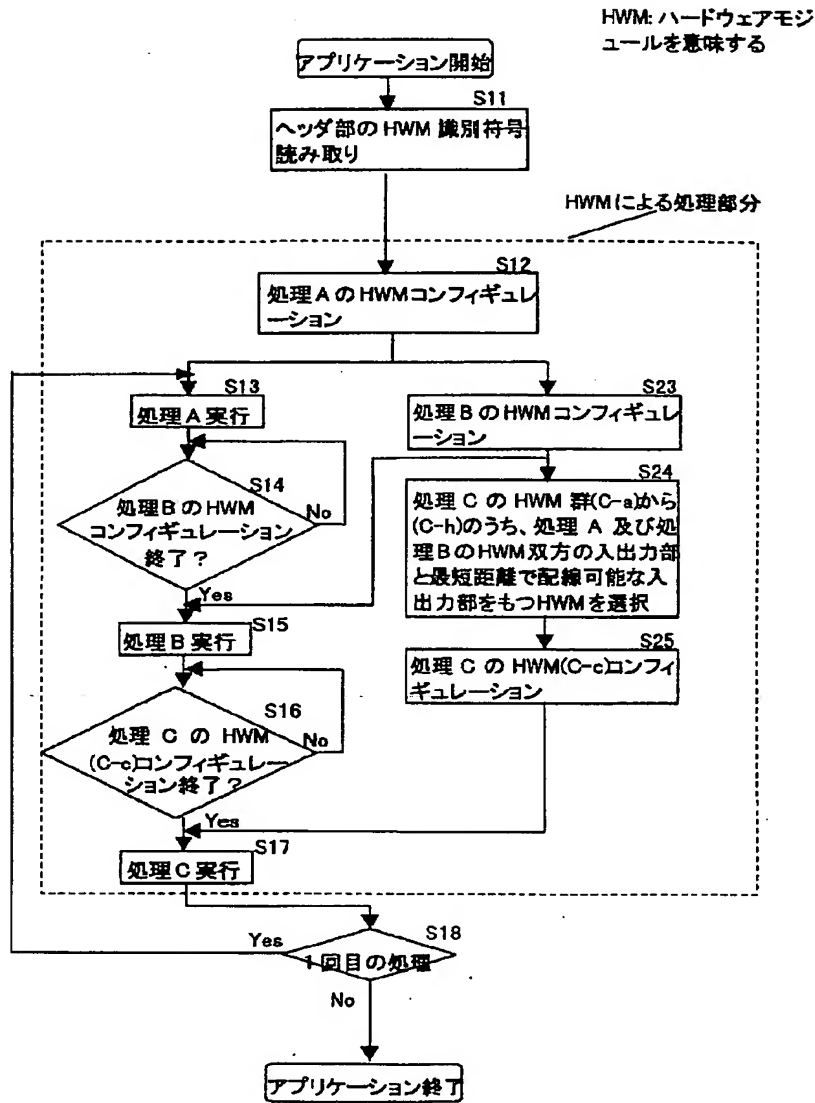 HWM: ハードウェアモジ
ュールを意味する
アプリケーション開始
S11
ヘッダ部のHWM 識別符号
読み取り
HWMによる処理部分
S12
処理AのHWMコンフィギュレ
ーション
S13
処理A実行
S23
処理BのHWMコンフィギュレ
ーション
S14
処理BのHWM
コンフィギュレーション
終了?
No
Yes
S24
処理CのHWM群(C-a)から
(C-h)のうち、処理A及び処
理BのHWM双方の入出力部
と最短距離で配線可能な入
出力部をもつHWMを選択
S15
処理B実行
S25
処理CのHWM(C-c)コンフィ
ギュレーション
S16
処理CのHWM
(C-c)コンフィギュレー
ション終了?
No
Yes
S17
処理C実行
S18
Yes
1回目の処理
No
アプリケーション終了